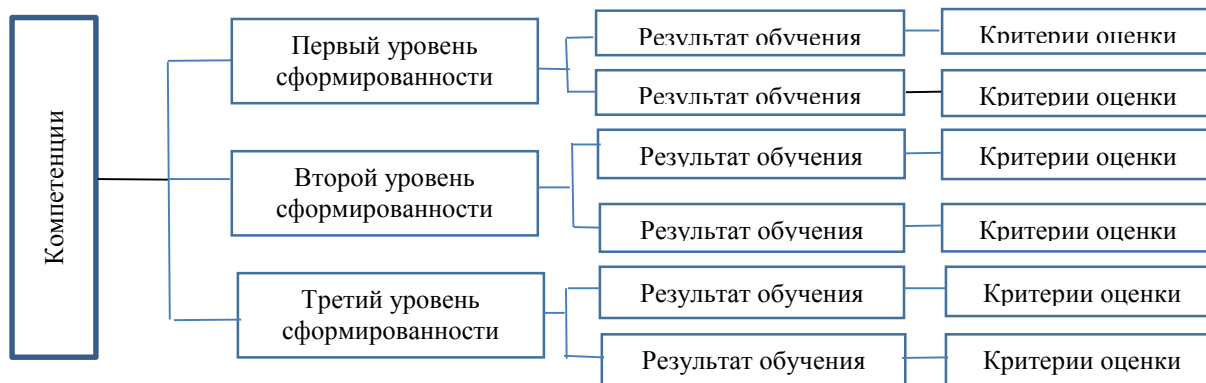 Компетенции
Первый уровень
сформированности
Результат обучения
Критерии оценки
Результат обучения
Критерии оценки
Второй уровень
сформированности
Результат обучения
Критерии оценки
Результат обучения
Критерии оценки
Третий уровень
сформированности
Результат обучения
Критерии оценки
Результат обучения
Критерии оценки